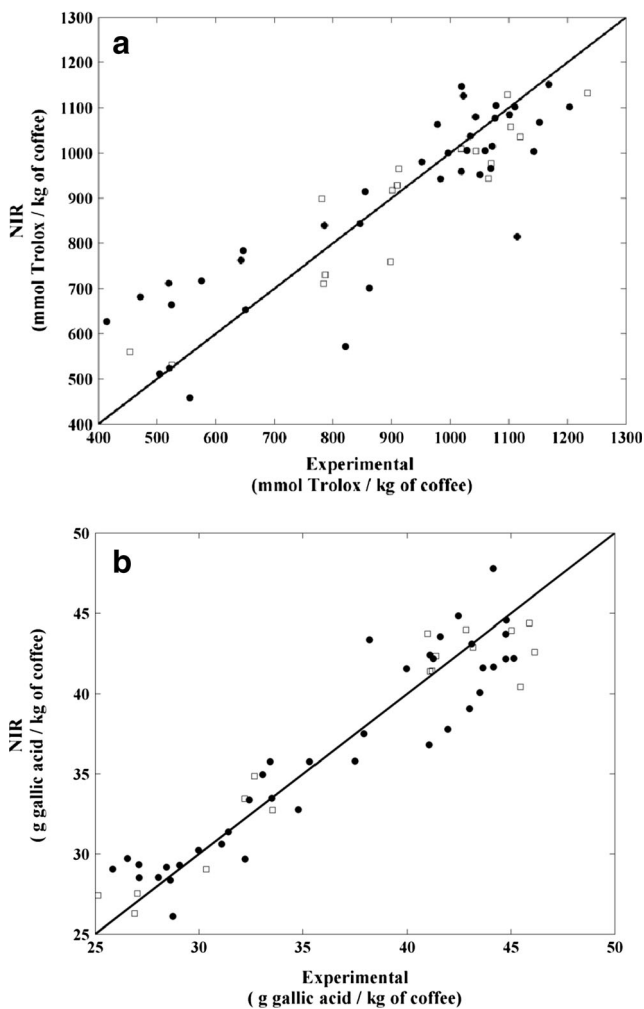 a
1300
1200
1100
1000
900
800
700
600
500
400
NIR
(mmol Trolox / kg of coffee)
400 500 600 700 800 900 1000 1100 1200 1300
Experimental
(mmol Trolox / kg of coffee)
b
50
45
40
35
30
25
NIR
( g gallic acid / kg of coffee)
25 30 35 40 45 50
Experimental
( g gallic acid / kg of coffee)